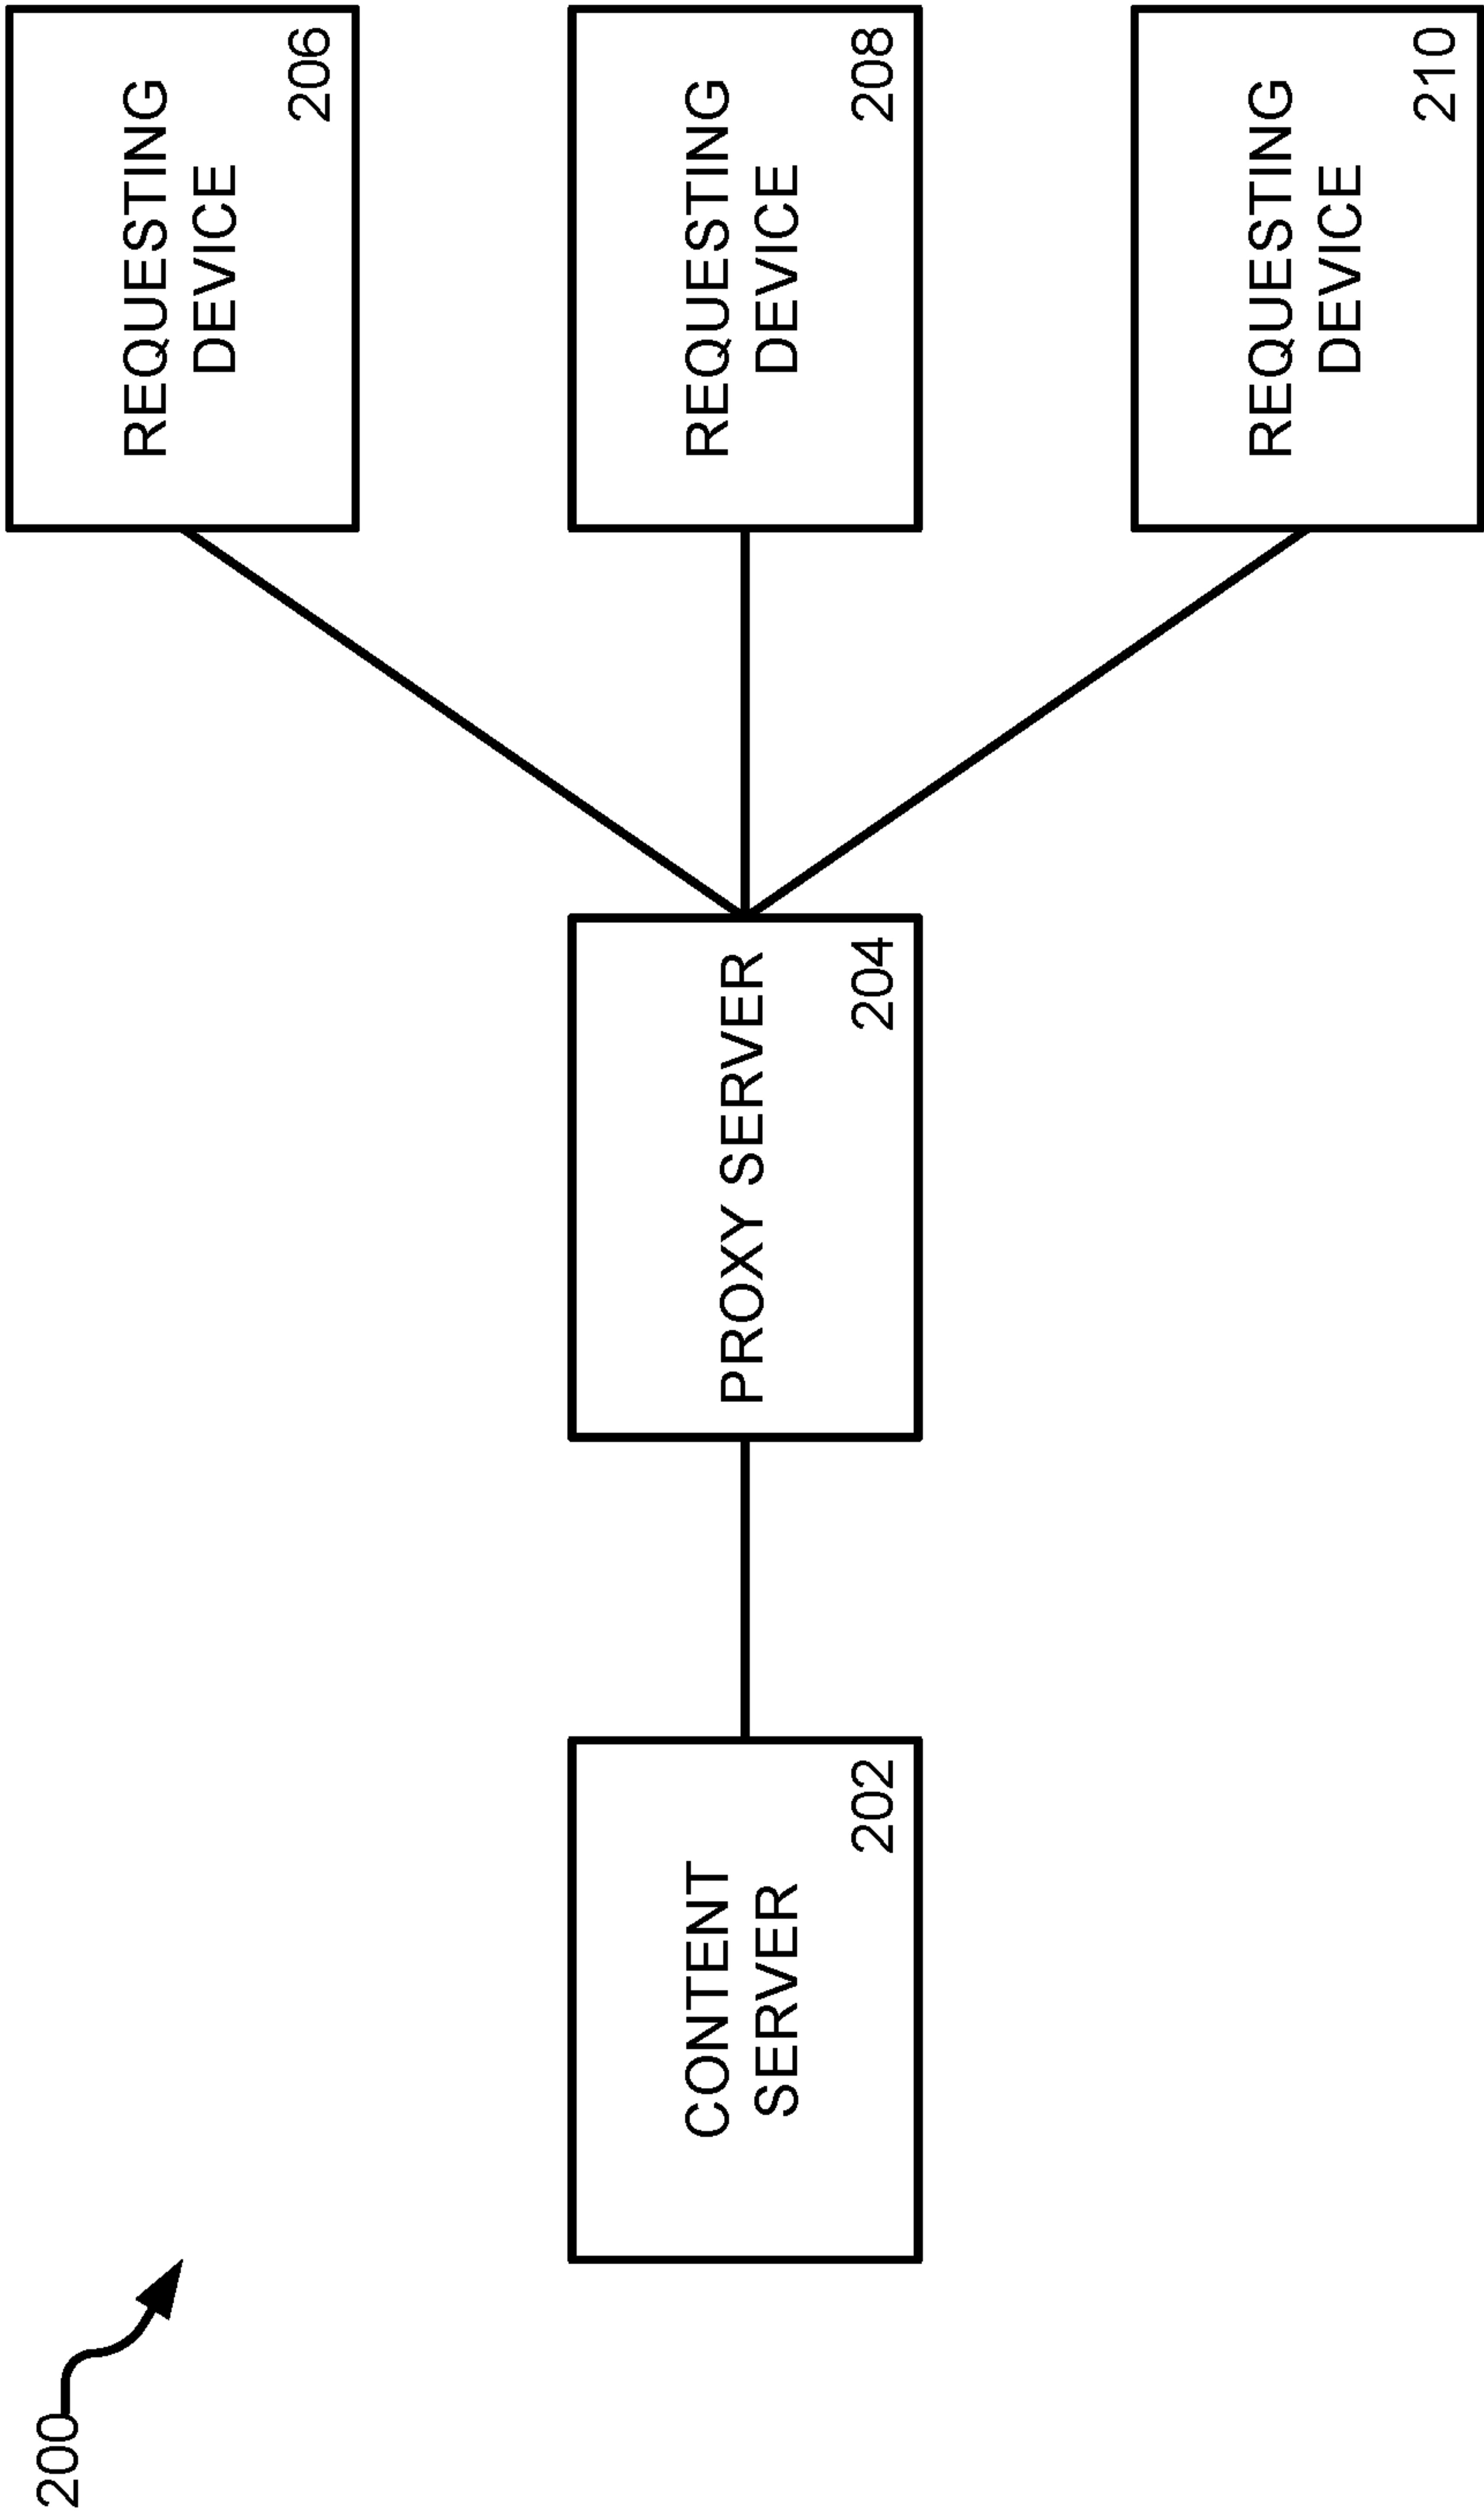 200
CONTENT
SERVER
202
PROXY SERVER
204
REQUESTING
DEVICE
206
REQUESTING
DEVICE
208
REQUESTING
DEVICE
210